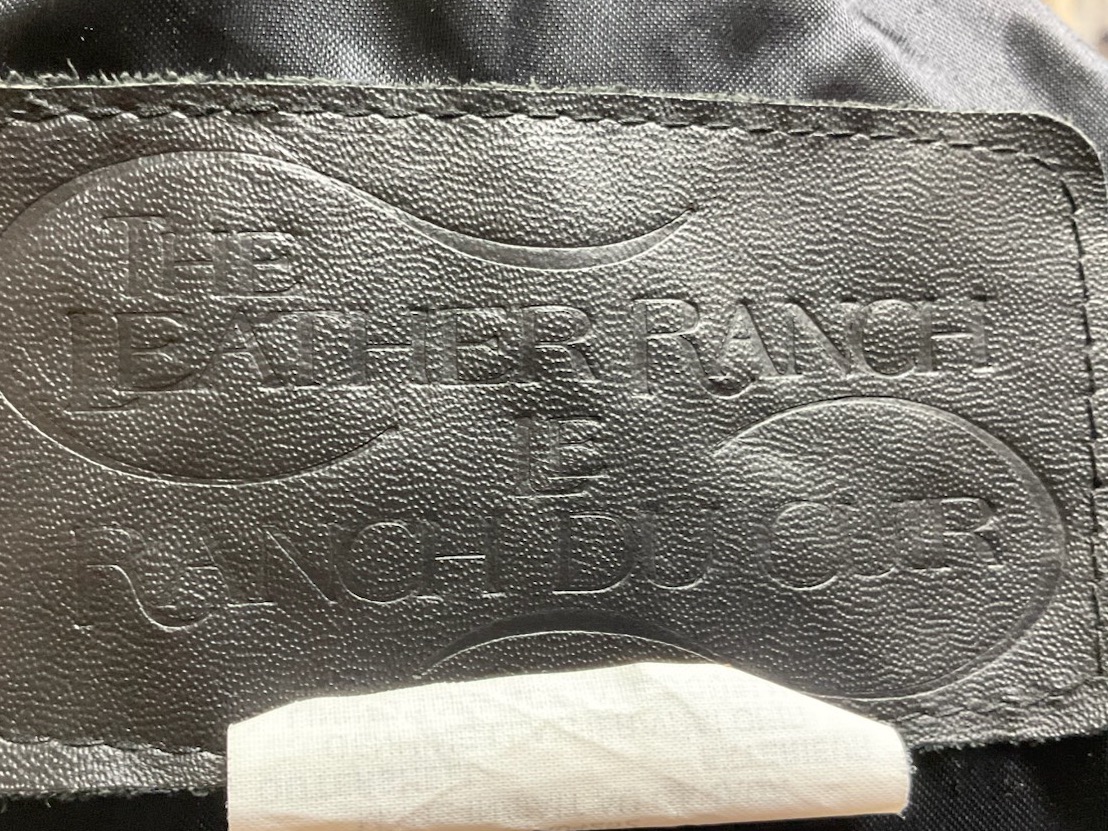 THE
LEATHER RANCH
LE
RANCH DU CUIR